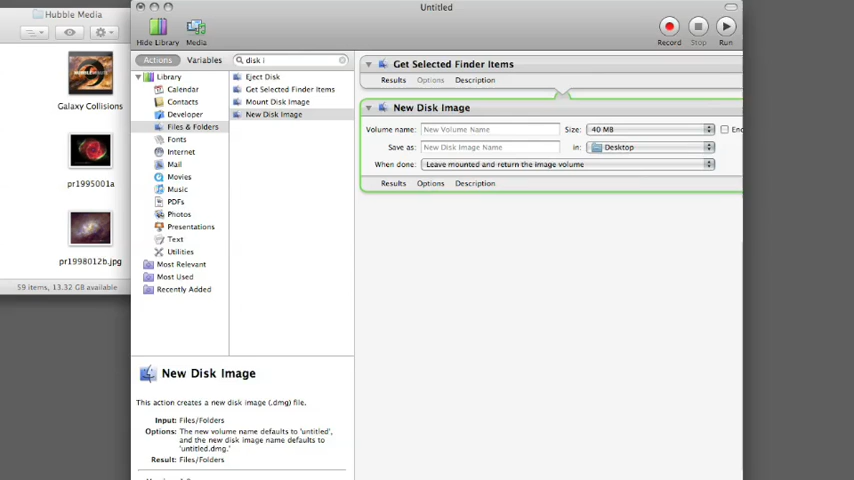 Hubble Media
Galaxy Collisions
pr1995001a
pr1998012b.jpg
59 items, 13.32 GB available
Untitled
Hide Library
Media
Record
Stop
Run
Actions
Variables
disk i
Library
Calendar
Contacts
Developer
Files & Folders
Fonts
Internet
Mail
Movies
Music
PDFs
Photos
Presentations
Text
Utilities
Most Relevant
Most Used
Recently Added
Eject Disk
Get Selected Finder Items
Mount Disk Image
New Disk Image
New Disk Image
This action creates a new disk image (.dmg) file.
Input: Files/Folders
Options: The new volume name defaults to 'untitled',
and the new disk image name defaults to
'untitled.dmg.'
Result: Files/Folders
Get Selected Finder Items
Results Options Description
New Disk Image
Volume name: New Volume Name Size: 40 MB Enc
Save as: New Disk Image Name in: Desktop
When done: Leave mounted and return the image volume
Results Options Description